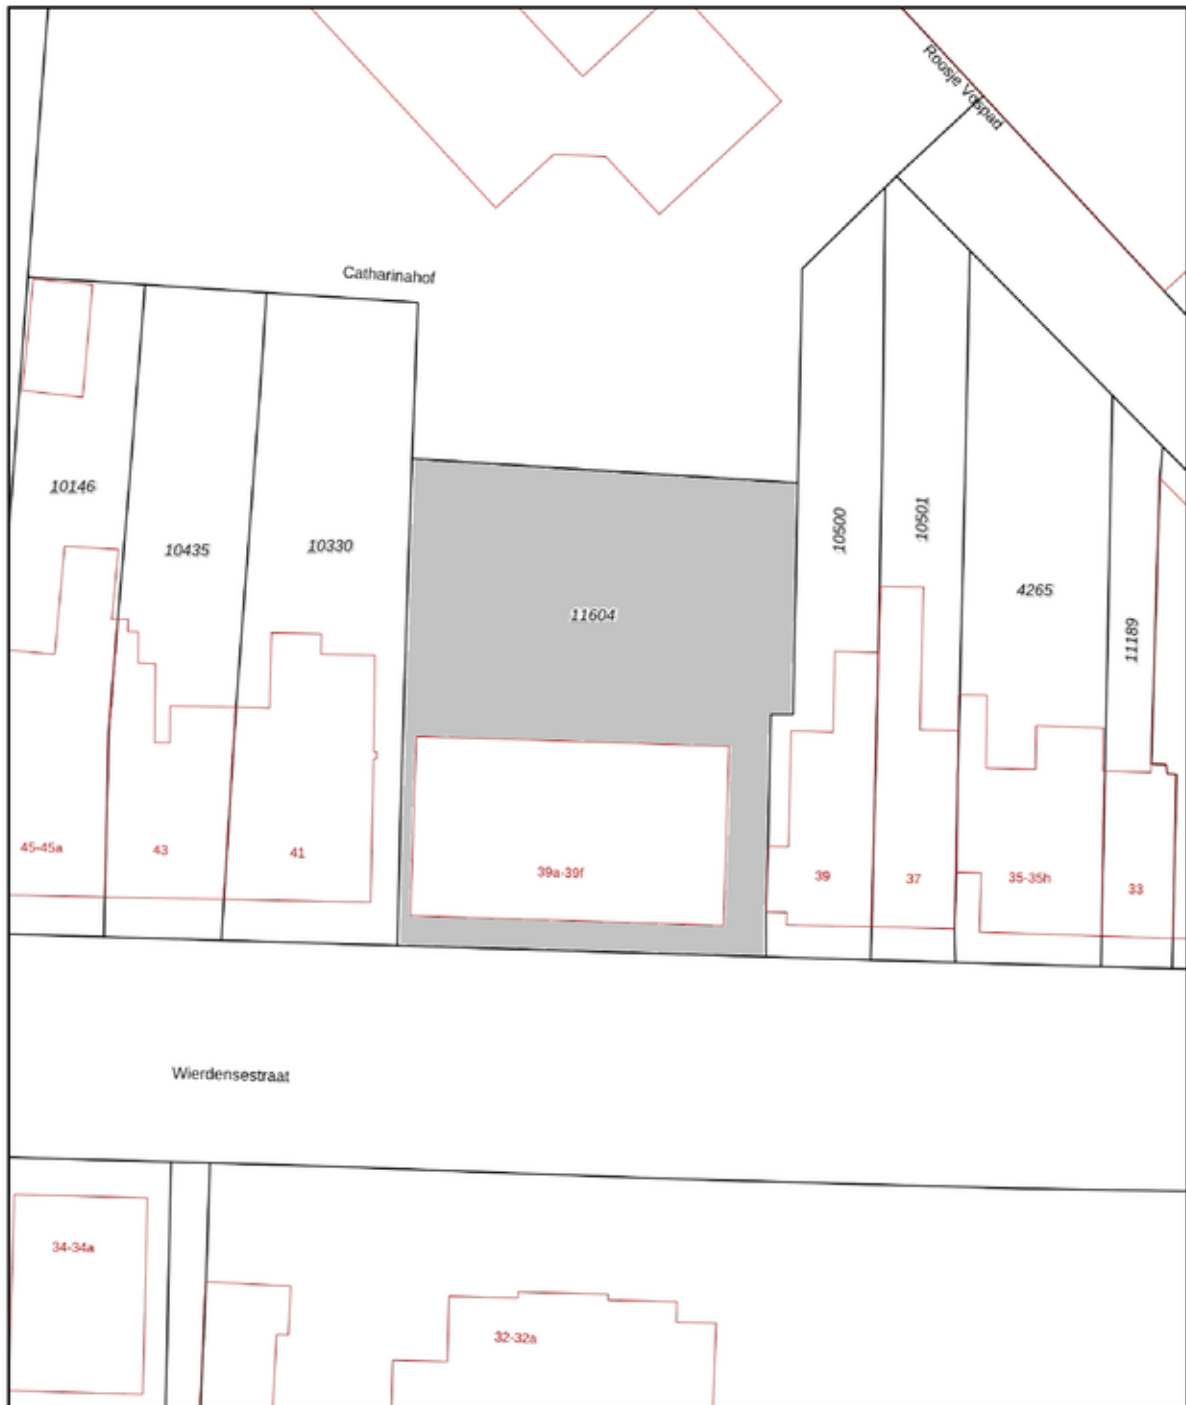 Roosje Vospad
Catharinahof
10146
10435
10330
11604
10500
10501
4265
11189
45-45a
43
41
39a-39f
39
37
35-35h
33
Wierdensestraat
34-34a
32-32a